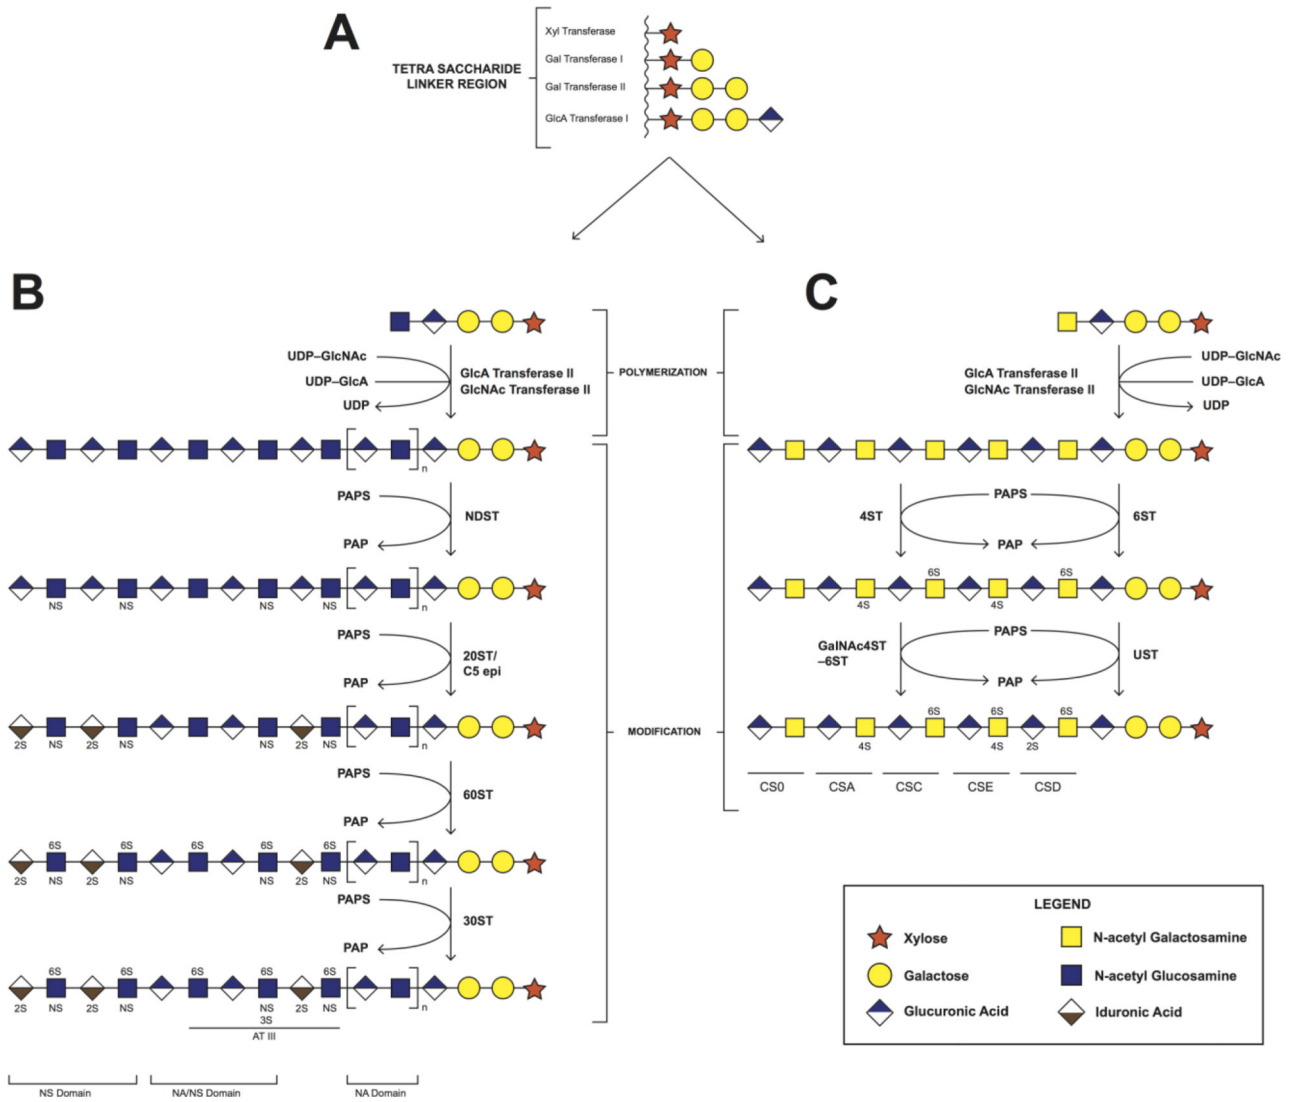 A
TETRA SACCHARIDE
LINKER REGION
Xyl Transferase
Gal Transferase I
Gal Transferase II
GlcA Transferase I
B
UDP–GlcNAc
UDP–GlcA
UDP
GlcA Transferase II
GlcNAc Transferase II
n
PAPS
PAP
NDST
NS NS NS NS
n
PAPS
PAP
20ST/
C5 epi
2S NS 2S NS NS 2S NS
n
PAPS
PAP
60ST
6S 6S 6S 6S 6S
2S NS 2S NS NS 2S NS
n
PAPS
PAP
30ST
6S 6S 6S 6S 6S
2S NS 2S NS NS 2S NS
n
3S
AT III
NS Domain
NA/NS Domain
NA Domain
POLYMERIZATION
MODIFICATION
C
GlcA Transferase II
GlcNAc Transferase II
UDP–GlcNAc
UDP–GlcA
UDP
4ST
PAPS
PAP
6ST
6S 6S
4S 4S
GalNAc4ST
–6ST
PAPS
PAP
UST
6S 6S 6S
4S 4S 2S
CS0 CSA CSC CSE CSD
LEGEND
Xylose
N-acetyl Galactosamine
Galactose
N-acetyl Glucosamine
Glucuronic Acid
Iduronic Acid